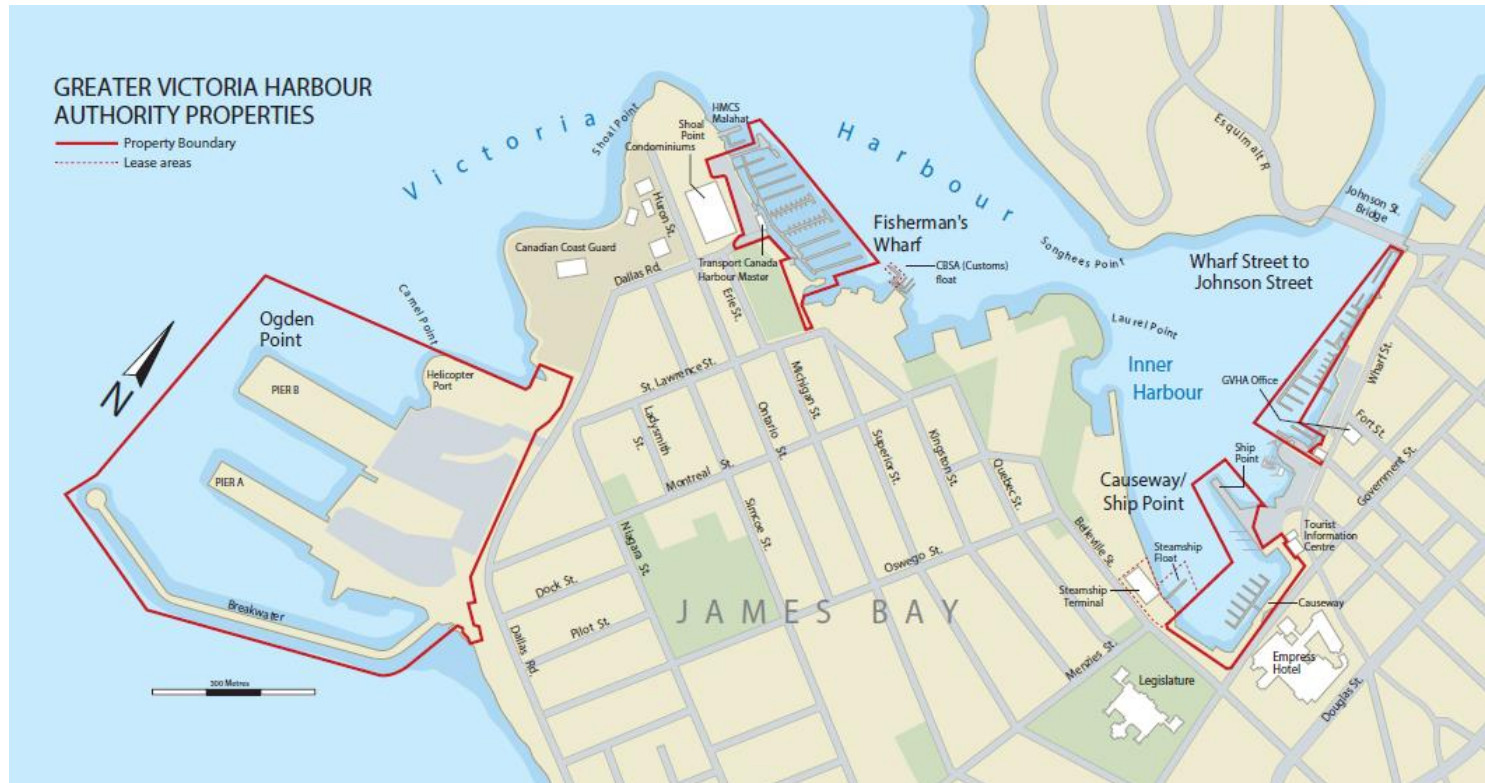 GREATER VICTORIA HARBOUR
AUTHORITY PROPERTIES
Property Boundary
Lease areas
Victoria
Harbour
Shoal Point
HMCS
Malahat
Shoal
Point
Condominiums
Huron St.
Canadian Coast Guard
Dallas Rd.
Transport Canada
Harbour Master
Erie St.
Fisherman's
Wharf
CBSA (Customs)
float
Songhees Point
Esquimalt R
Johnson St.
Bridge
Wharf Street to
Johnson Street
Laurel Point
Inner
Harbour
GVHA Office
Wharf St.
Fort St.
Government St.
Ship
Point
Causeway/
Ship Point
Tourist
Information
Centre
Steamship
Float
Steamship
Terminal
Belleville St.
Causeway
Empress
Hotel
Douglas St.
Legislature
Menzies St.
Oswego St.
Quebec St.
Kingston St.
Superior St.
Michigan St.
Ontario St.
St. Lawrence St.
Ladysmith
St.
Montreal St.
Simcoe St.
Niagara St.
Dock St.
Pilot St.
Dallas Rd.
JAMES BAY
Camel Point
Ogden
Point
Helicopter
Port
PIER B
PIER A
Breakwater
N
300 Metres